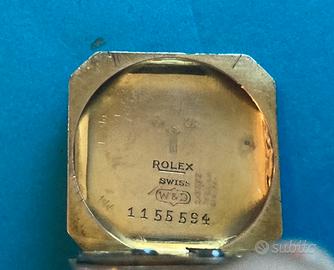 ROLEX
SWISS
W&D
1155594
subito